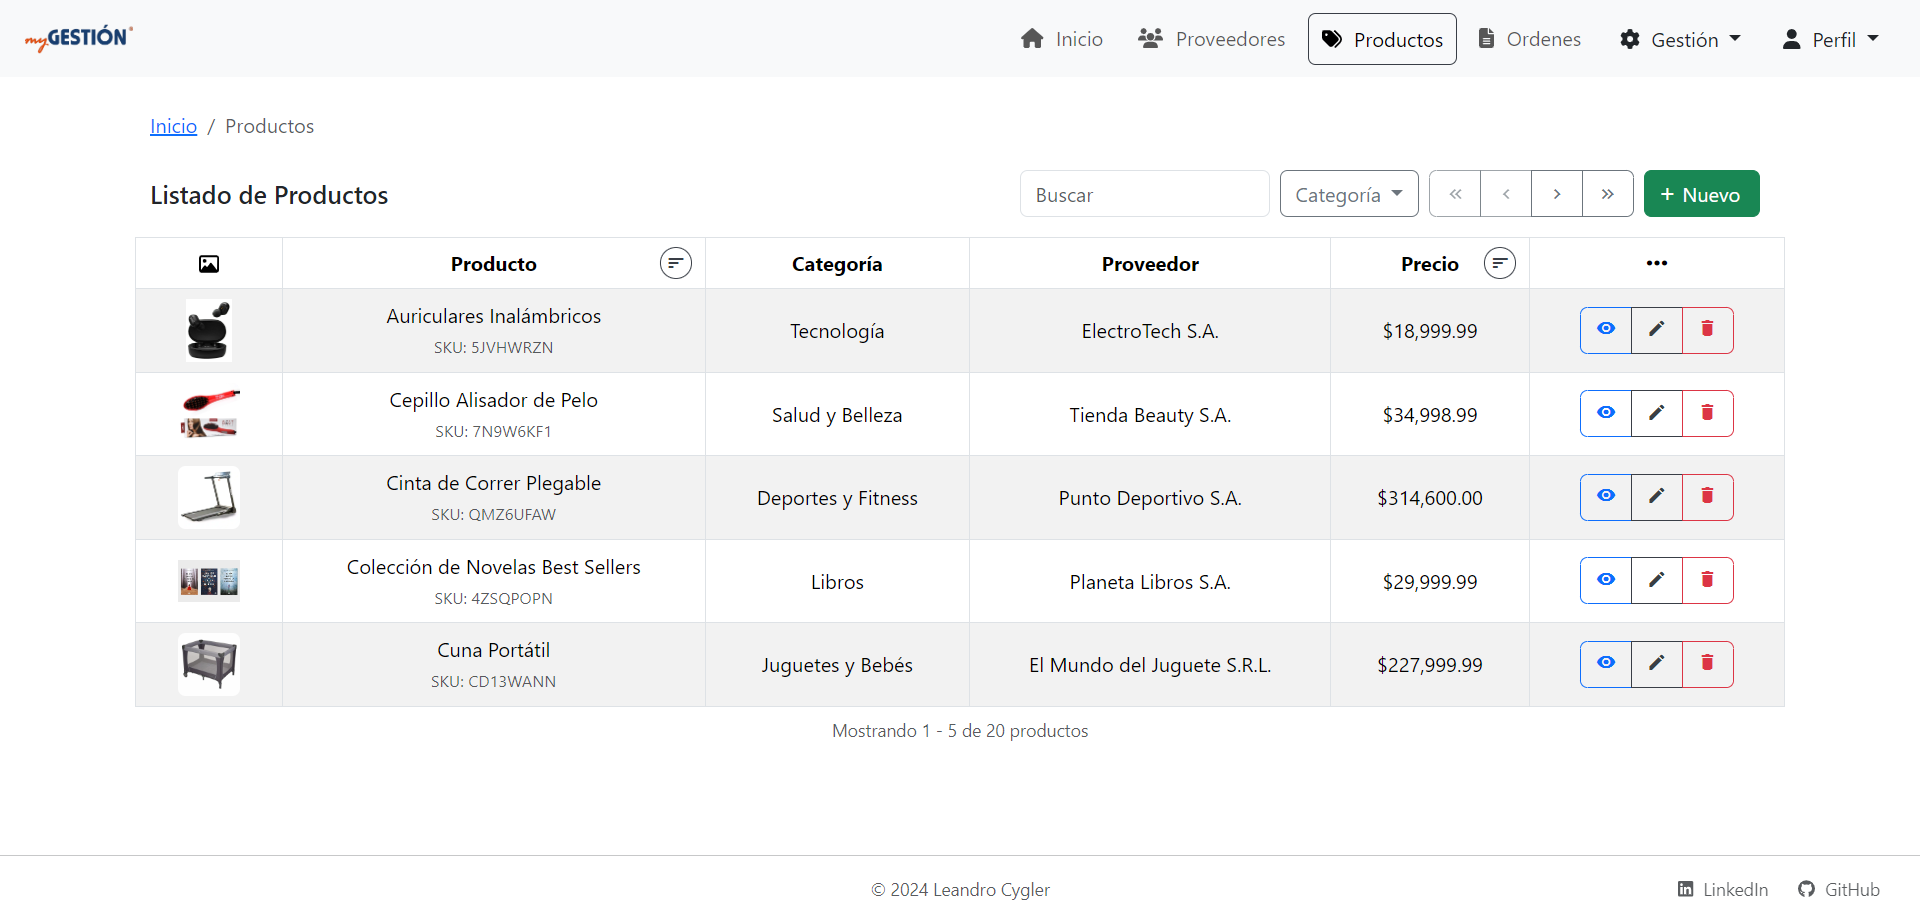 myGESTIÓN
Inicio
Proveedores
Productos
Ordenes
Gestión
Perfil
Inicio / Productos
Listado de Productos
Buscar
Categoría
« ‹ › »
+ Nuevo
Producto
Categoría
Proveedor
Precio
•••
Auriculares Inalámbricos
SKU: 5JVHWRZN
Tecnología
ElectroTech S.A.
$18,999.99
Cepillo Alisador de Pelo
SKU: 7N9W6KF1
Salud y Belleza
Tienda Beauty S.A.
$34,998.99
Cinta de Correr Plegable
SKU: QMZ6UFAW
Deportes y Fitness
Punto Deportivo S.A.
$314,600.00
Colección de Novelas Best Sellers
SKU: 4ZSQPOPN
Libros
Planeta Libros S.A.
$29,999.99
Cuna Portátil
SKU: CD13WANN
Juguetes y Bebés
El Mundo del Juguete S.R.L.
$227,999.99
Mostrando 1 - 5 de 20 productos
© 2024 Leandro Cygler
LinkedIn
GitHub